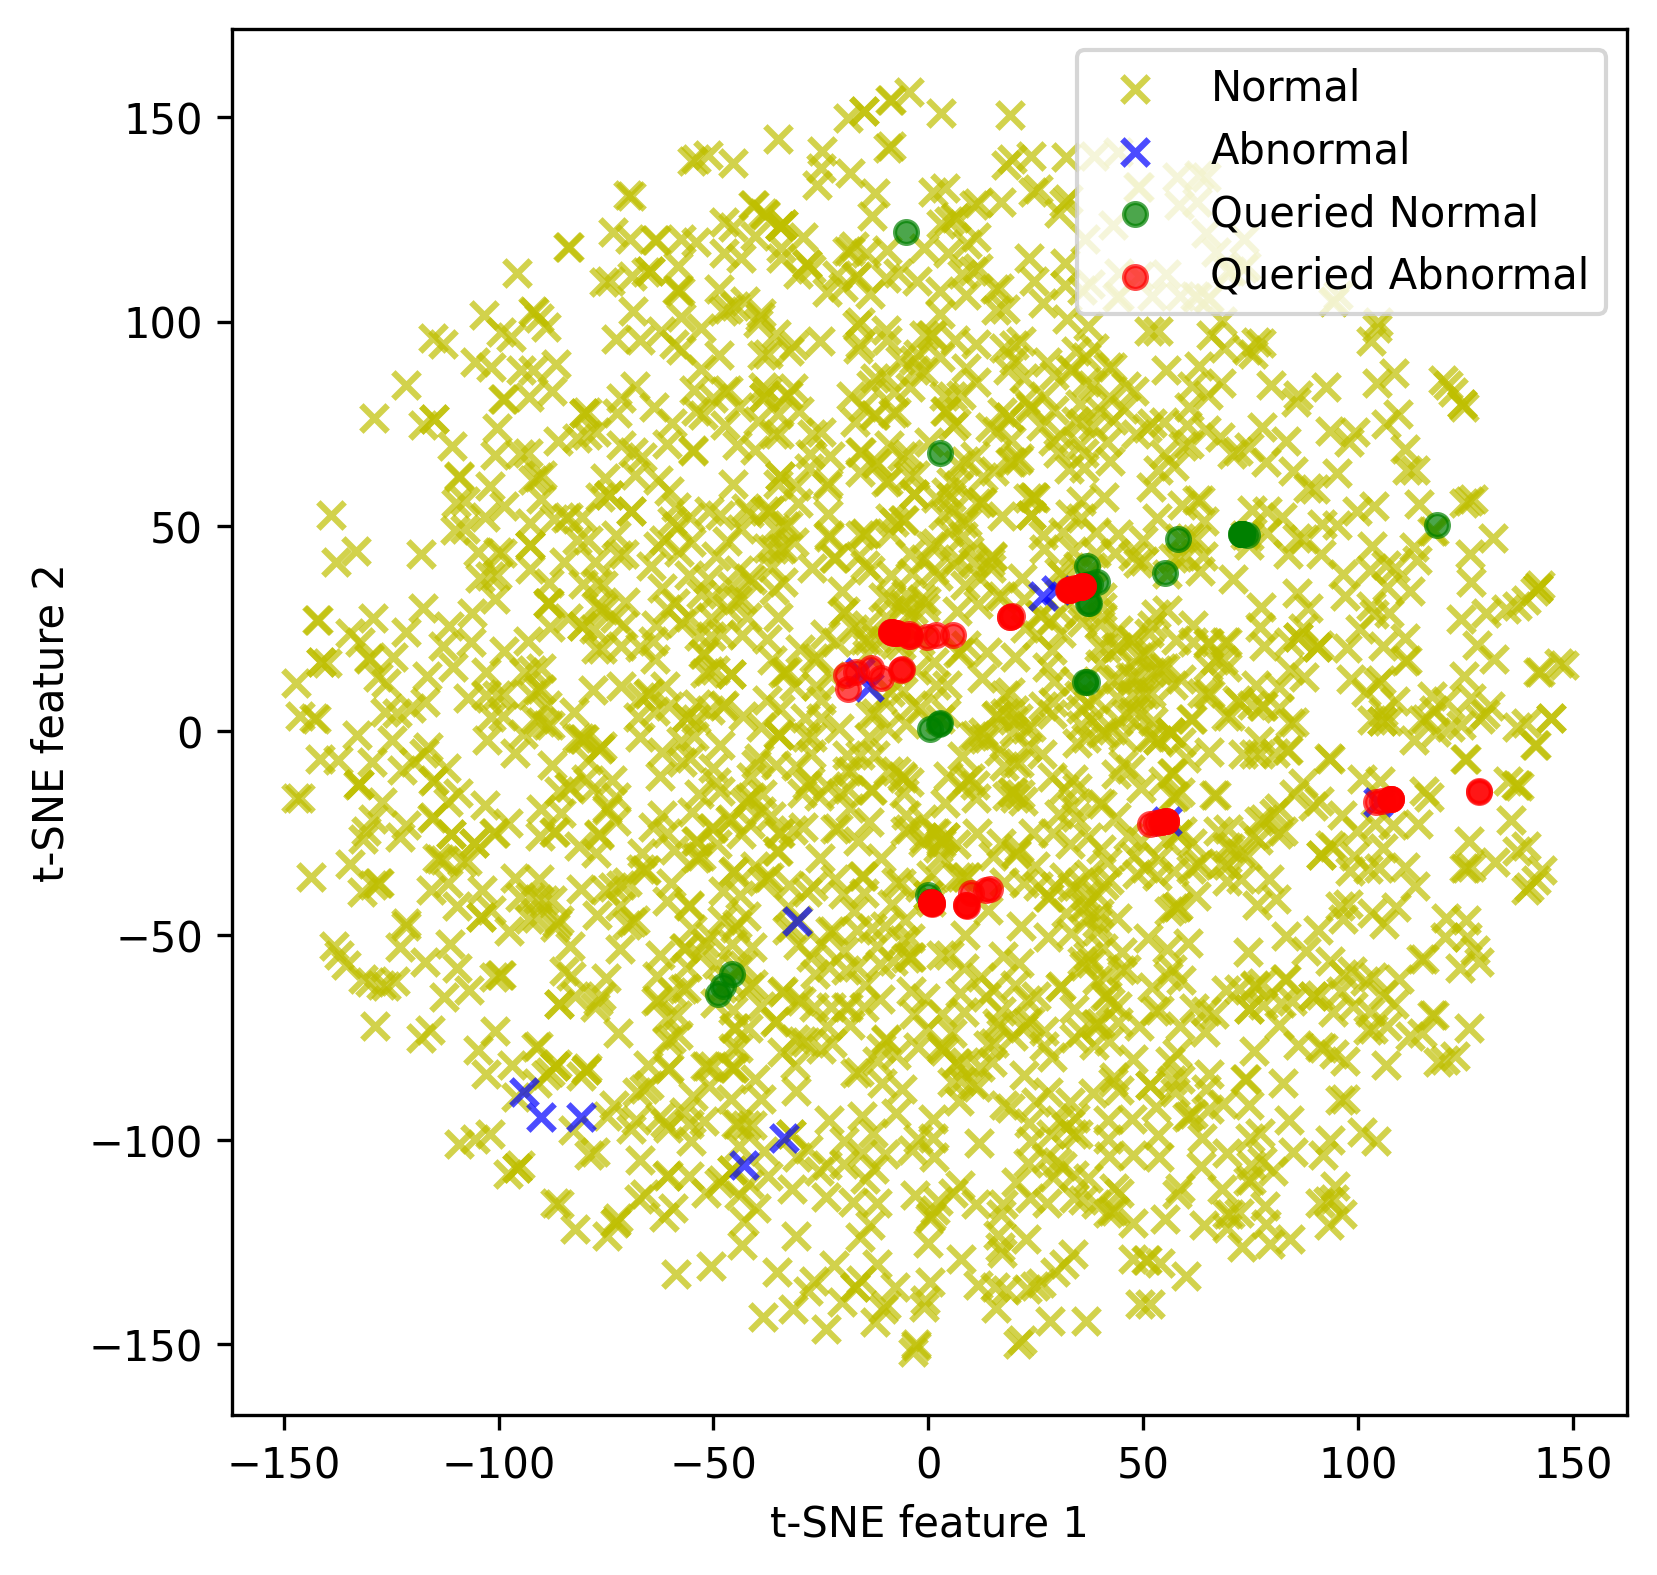 Normal
Abnormal
Queried Normal
Queried Abnormal
150
100
50
0
−50
−100
−150
t-SNE feature 2
−150 −100 −50 0 50 100 150
t-SNE feature 1